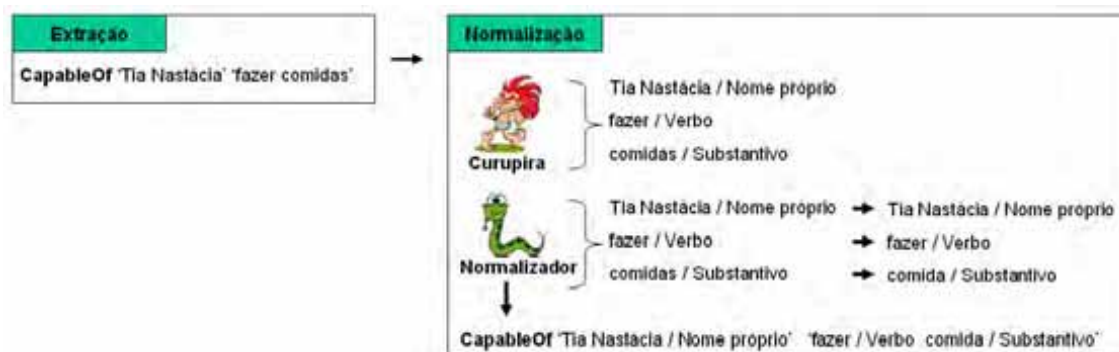 Extração
CapableOf 'Tia Nastácia' 'fazer comidas'
Normalização
Tia Nastácia / Nome próprio
fazer / Verbo
comidas / Substantivo
Curupira
Tia Nastácia / Nome próprio → Tia Nastácia / Nome próprio
fazer / Verbo → fazer / Verbo
comidas / Substantivo → comida / Substantivo
Normalizador
CapableOf 'Tia Nastacia / Nome proprio' 'fazer / Verbo comida / Substantivo'